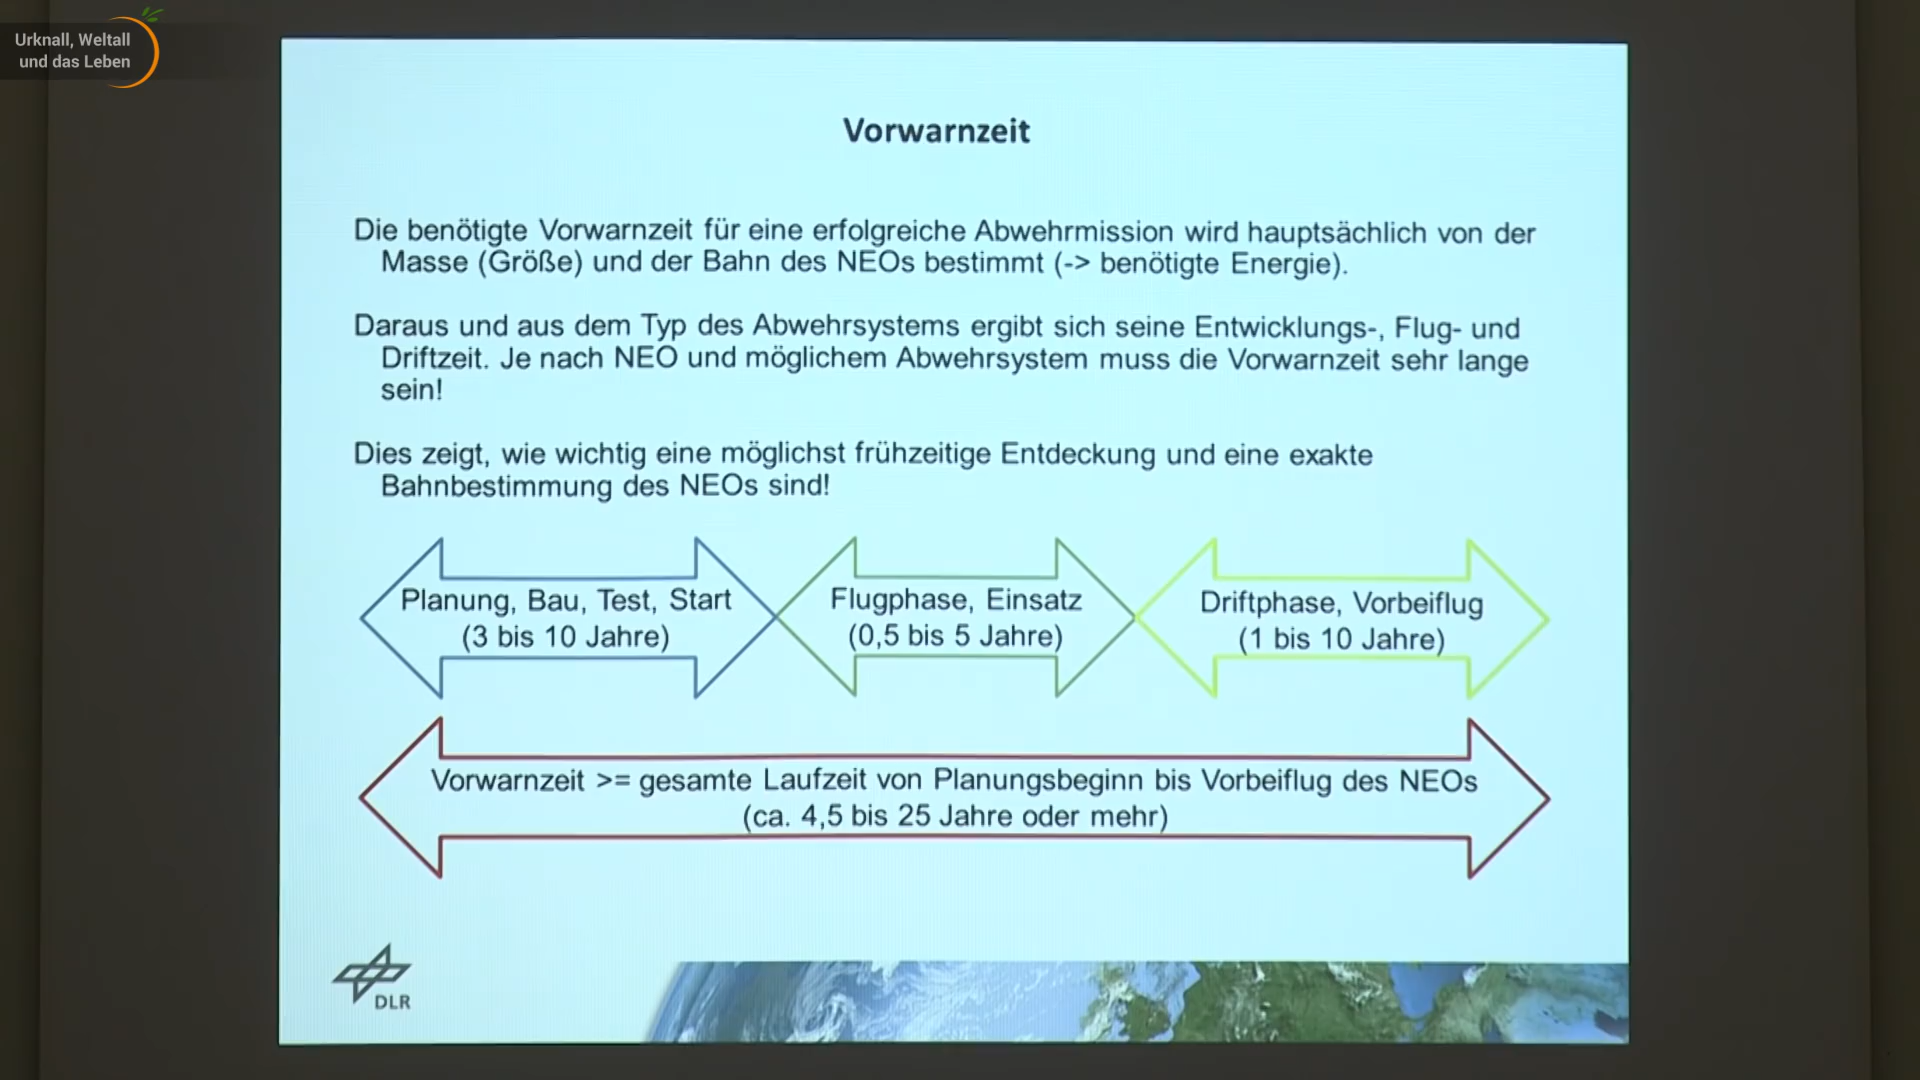 Urknall, Weltall
und das Leben
Vorwarnzeit
Die benötigte Vorwarnzeit für eine erfolgreiche Abwehrmission wird hauptsächlich von der
Masse (Größe) und der Bahn des NEOs bestimmt (-> benötigte Energie).
Daraus und aus dem Typ des Abwehrsystems ergibt sich seine Entwicklungs-, Flug- und
Driftzeit. Je nach NEO und möglichem Abwehrsystem muss die Vorwarnzeit sehr lange
sein!
Dies zeigt, wie wichtig eine möglichst frühzeitige Entdeckung und eine exakte
Bahnbestimmung des NEOs sind!
Planung, Bau, Test, Start
(3 bis 10 Jahre)
Flugphase, Einsatz
(0,5 bis 5 Jahre)
Driftphase, Vorbeiflug
(1 bis 10 Jahre)
Vorwarnzeit >= gesamte Laufzeit von Planungsbeginn bis Vorbeiflug des NEOs
(ca. 4,5 bis 25 Jahre oder mehr)
DLR